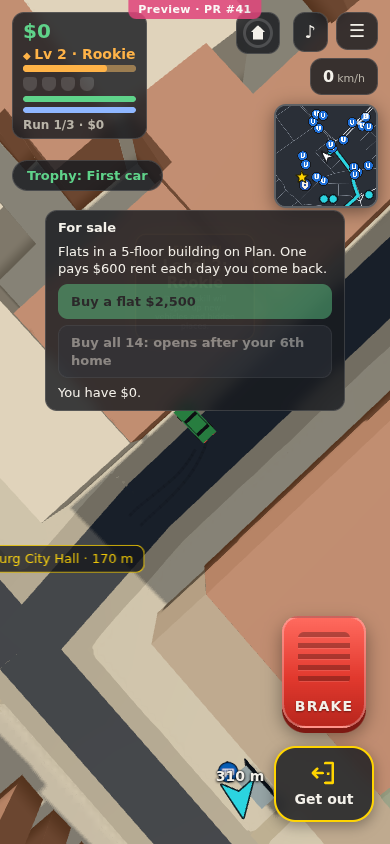 Preview · PR #41
$0
Lv 2 · Rookie
Run 1/3 · $0
0 km/h
Trophy: First car
For sale
Flats in a 5-floor building on Plan. One
pays $600 rent each day you come back.
Buy a flat $2,500
Buy all 14: opens after your 6th
home
You have $0.
urg City Hall · 170 m
BRAKE
310 m
Get out